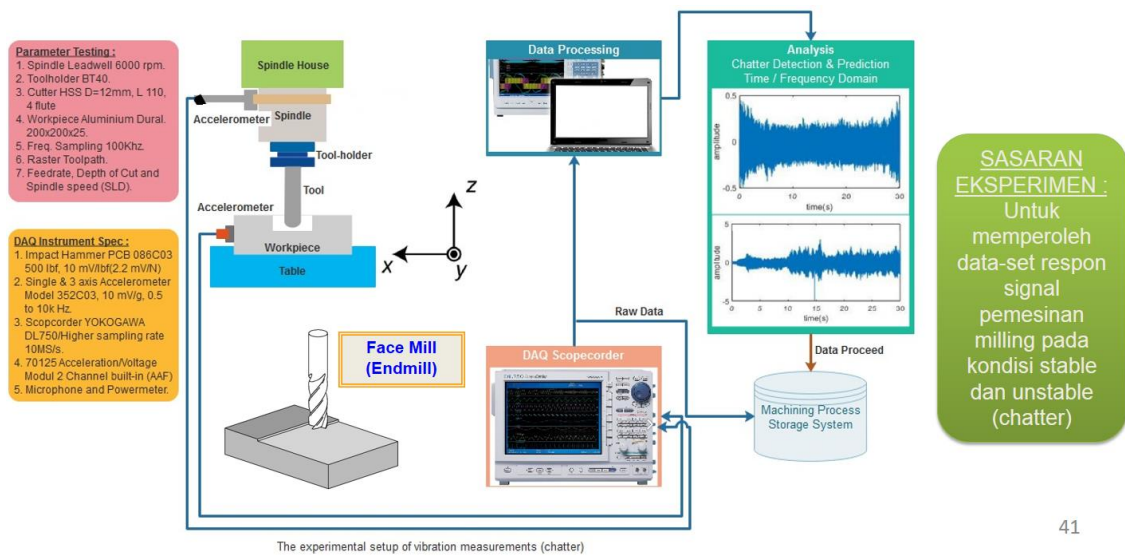 Parameter Testing :
1. Spindle Leadwell 6000 rpm.
2. Toolholder BT40.
3. Cutter HSS D=12mm, L 110,
4 flute
4. Workpiece Aluminium Dural.
200x200x25.
5. Freq. Sampling 100Khz.
6. Raster Toolpath.
7. Feedrate, Depth of Cut and
Spindle speed (SLD).
DAQ Instrument Spec :
1. Impact Hammer PCB 086C03
500 lbf, 10 mV/lbf(2.2 mV/N)
2. Single & 3 axis Accelerometer
Model 352C03, 10 mV/g, 0.5
to 10k Hz.
3. Scopcorder YOKOGAWA
DL750/Higher sampling rate
10MS/s.
4. 70125 Acceleration/Voltage
Modul 2 Channel built-in (AAF)
5. Microphone and Powermeter.
Spindle House
Accelerometer
Spindle
Tool-holder
Tool
Accelerometer
Workpiece
Table
z
x
y
Face Mill
(Endmill)
Data Processing
Raw Data
DAQ Scopecorder
Analysis
Chatter Detection & Prediction
Time / Frequency Domain
amplitude
0.5
0
-0.5
0
10
20
30
time(s)
amplitude
5
0
-5
0
5
10
15
20
25
30
time(s)
Data Proceed
Machining Process
Storage System
SASARAN
EKSPERIMEN :
Untuk
memperoleh
data-set respon
signal
pemesinan
milling pada
kondisi stable
dan unstable
(chatter)
The experimental setup of vibration measurements (chatter)
41